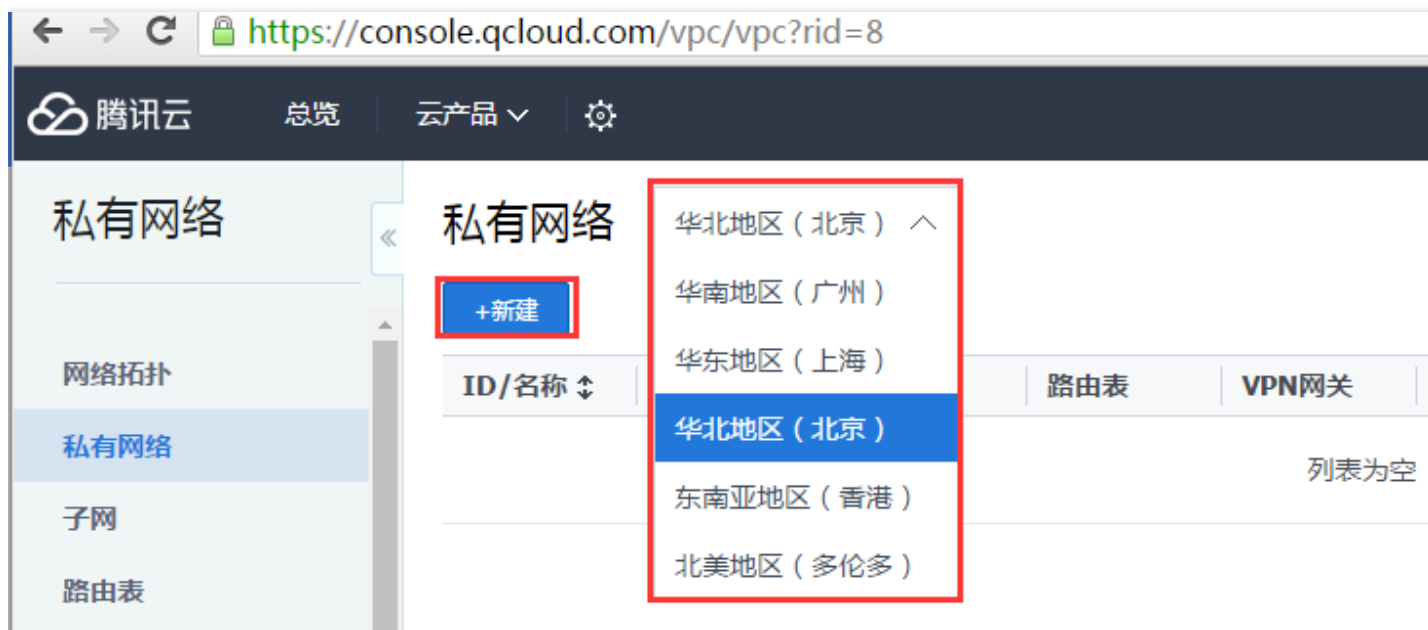 https://console.qcloud.com/vpc/vpc?rid=8
腾讯云 总览 云产品
私有网络
网络拓扑
私有网络
子网
路由表
私有网络 华北地区（北京）
+新建
华南地区（广州）
华东地区（上海）
华北地区（北京）
东南亚地区（香港）
北美地区（多伦多）
ID/名称 路由表 VPN网关
列表为空